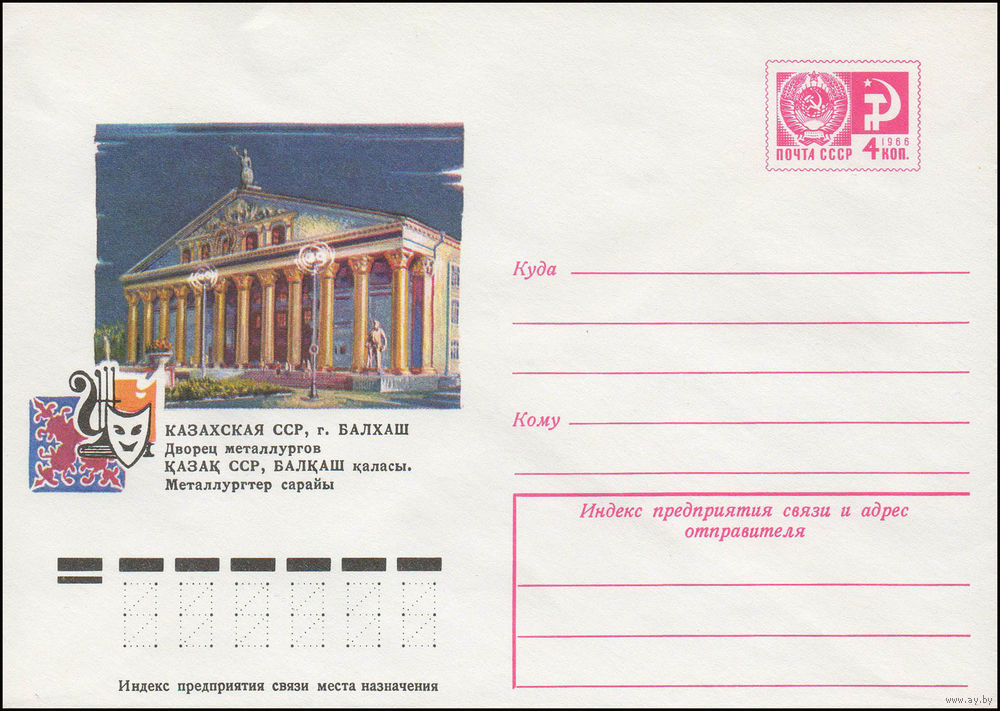 ПОЧТА СССР 4 1966 КОП.
Куда
КАЗАХСКАЯ ССР, г. БАЛХАШ
Дворец металлургов
ҚАЗАҚ ССР, БАЛҚАШ қаласы.
Металлургтер сарайы
Кому
Индекс предприятия связи и адрес
отправителя
Индекс предприятия связи места назначения
www.ay.by